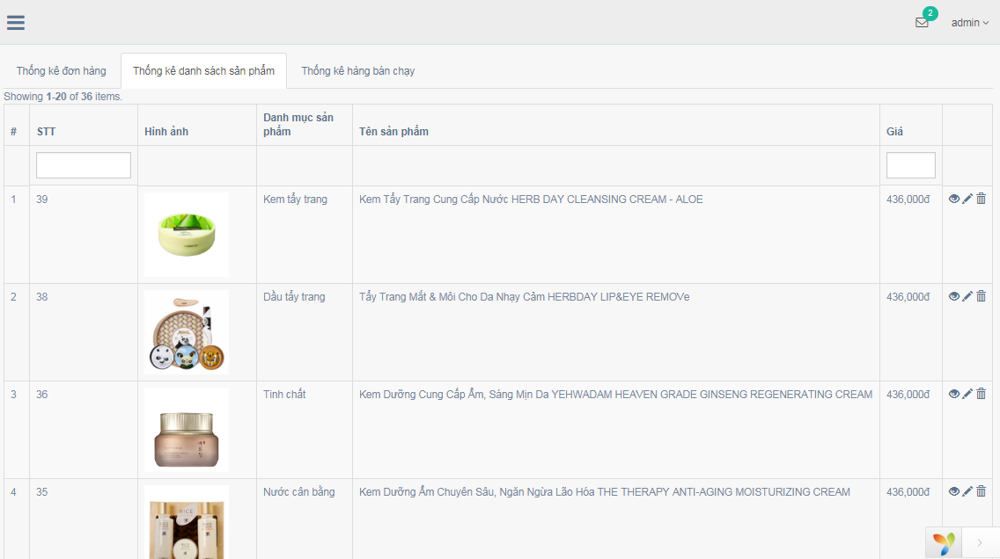 2
admin
Thống kê đơn hàng
Thống kê danh sách sản phẩm
Thống kê hàng bán chạy
Showing 1-20 of 36 items.
#
STT
Hình ảnh
Danh mục sản
phẩm
Tên sản phẩm
Giá
1
39
Kem tẩy trang
Kem Tẩy Trang Cung Cấp Nước HERB DAY CLEANSING CREAM - ALOE
436,000đ
2
38
Dầu tẩy trang
Tẩy Trang Mắt & Môi Cho Da Nhạy Cảm HERBDAY LIP&EYE REMOVe
436,000đ
3
36
Tinh chất
Kem Dưỡng Cung Cấp Ẩm, Sáng Mịn Da YEHWADAM HEAVEN GRADE GINSENG REGENERATING CREAM
436,000đ
4
35
Nước cân bằng
Kem Dưỡng Ẩm Chuyên Sâu, Ngăn Ngừa Lão Hóa THE THERAPY ANTI-AGING MOISTURIZING CREAM
436,000đ
RICE